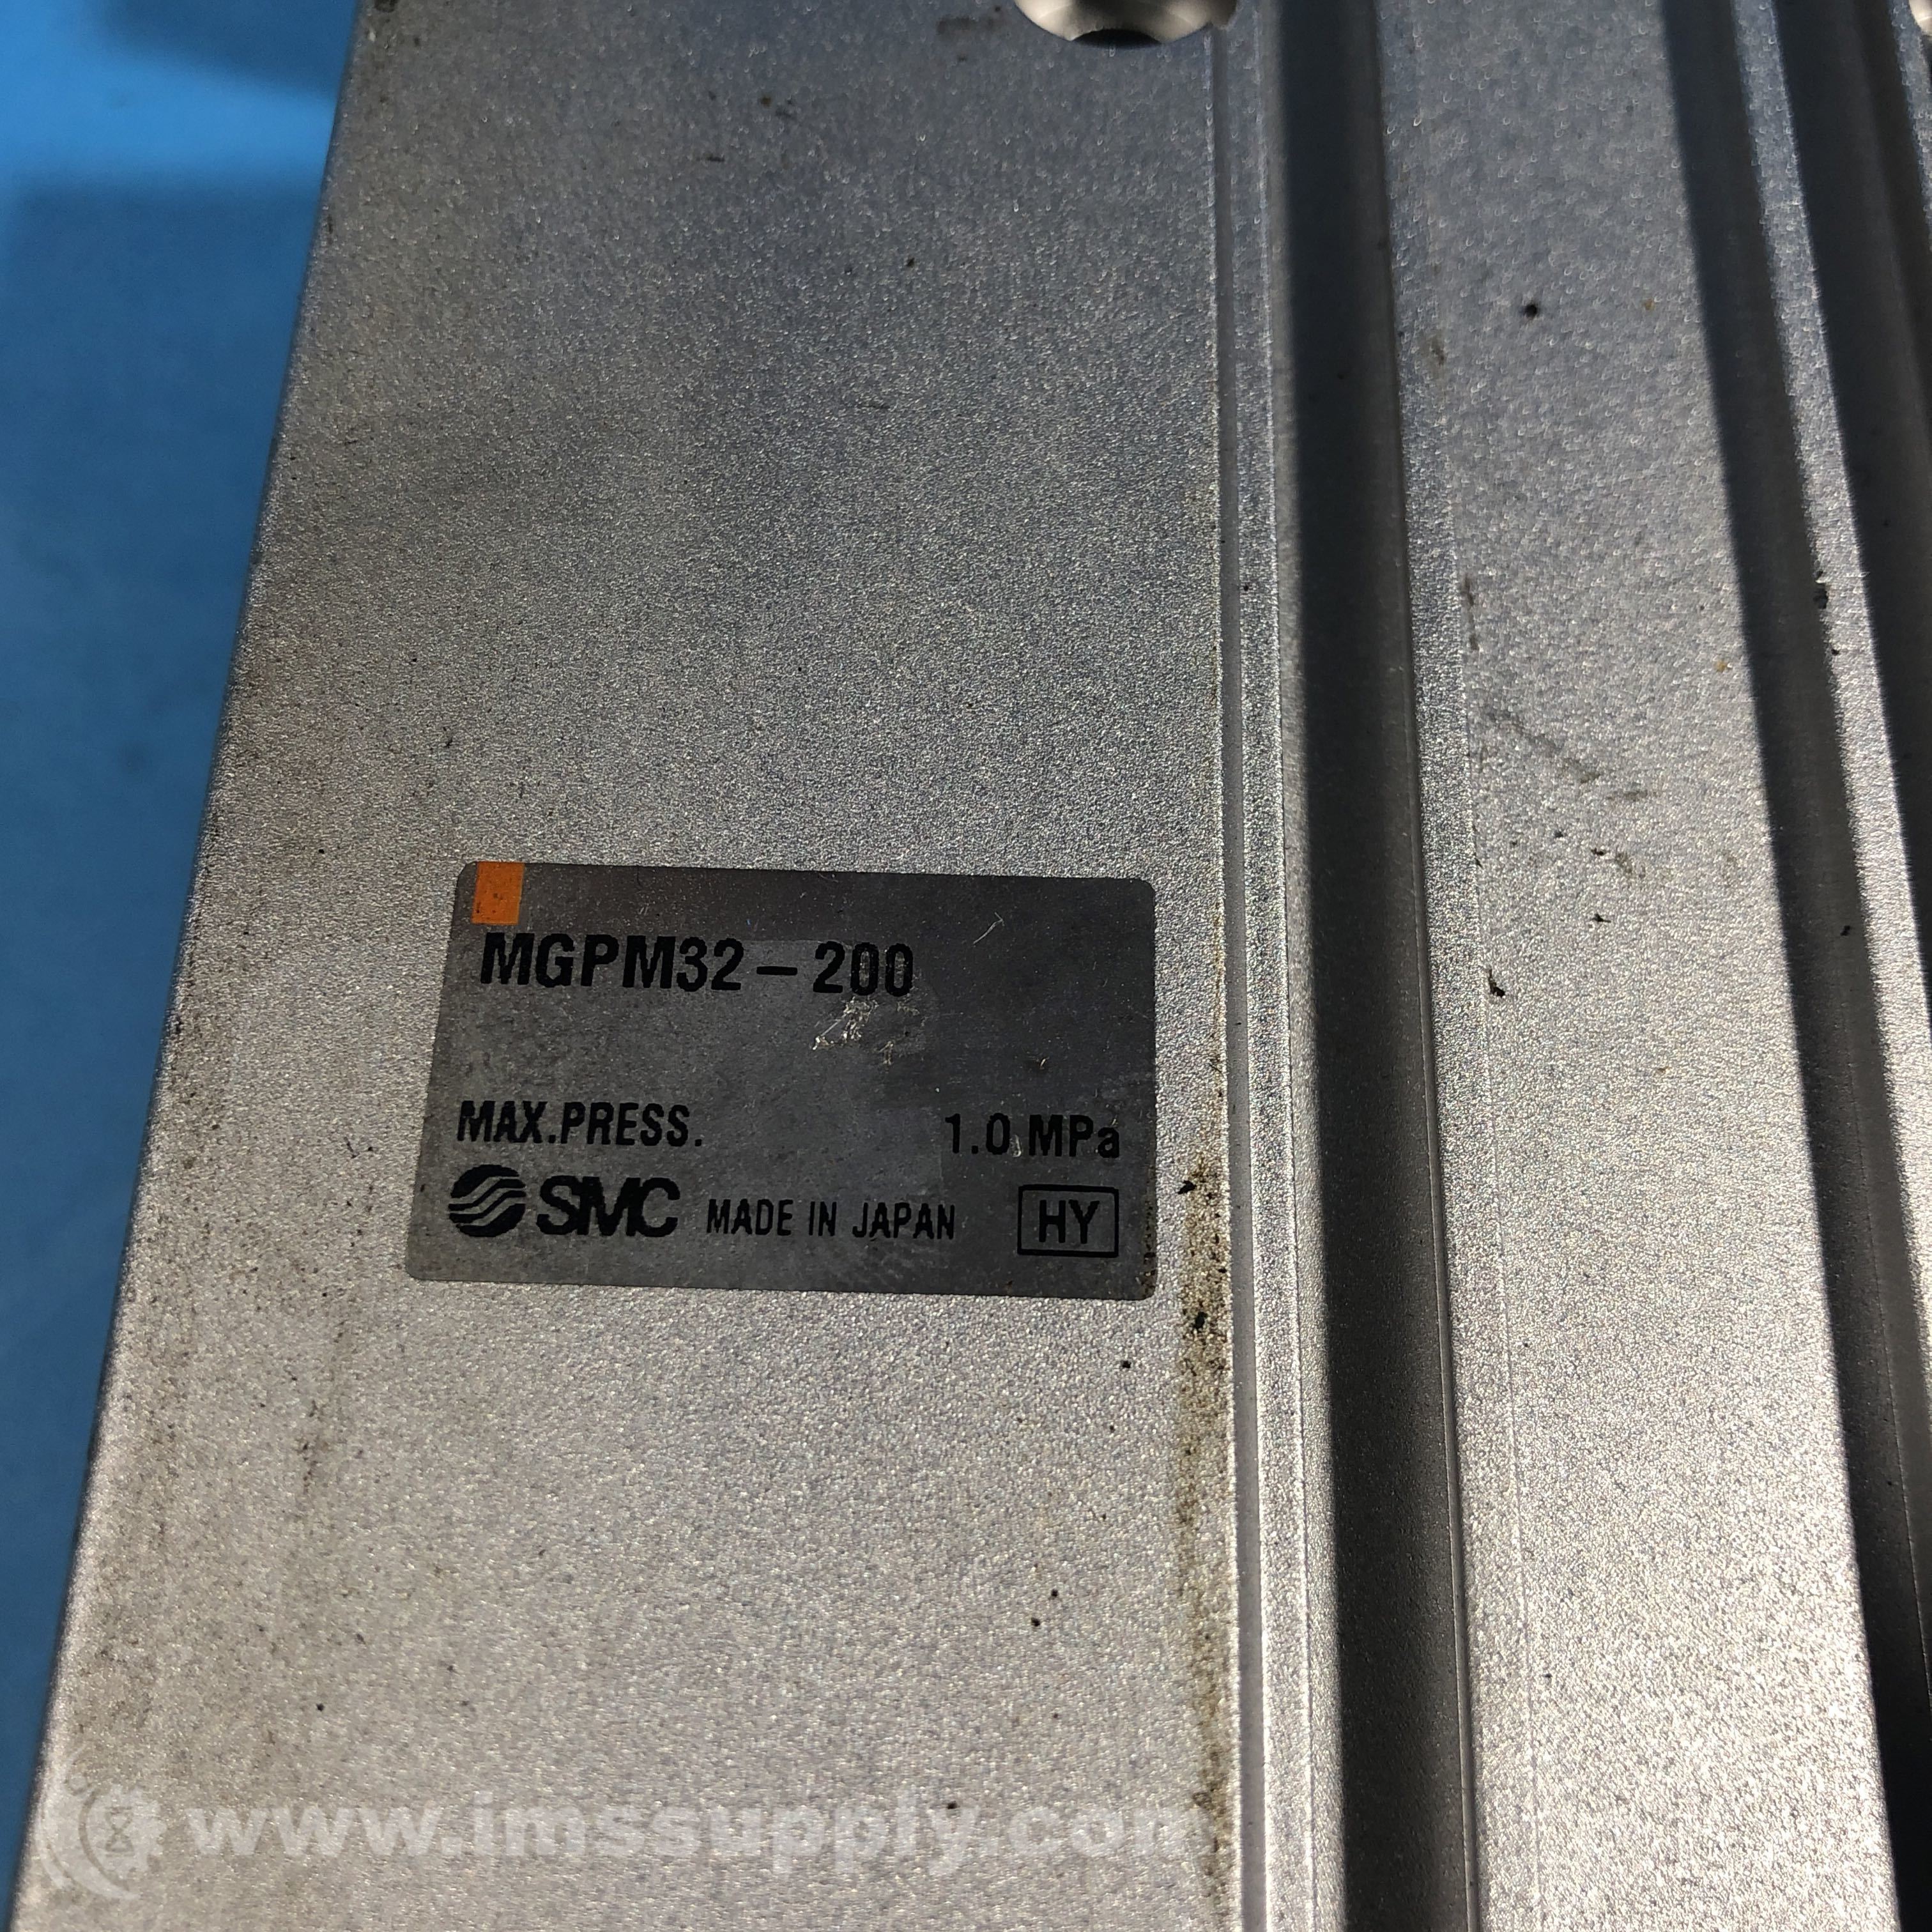 MGPM32-200
MAX.PRESS. 1.0 MPa
SMC MADE IN JAPAN HY
www.imssupply.com